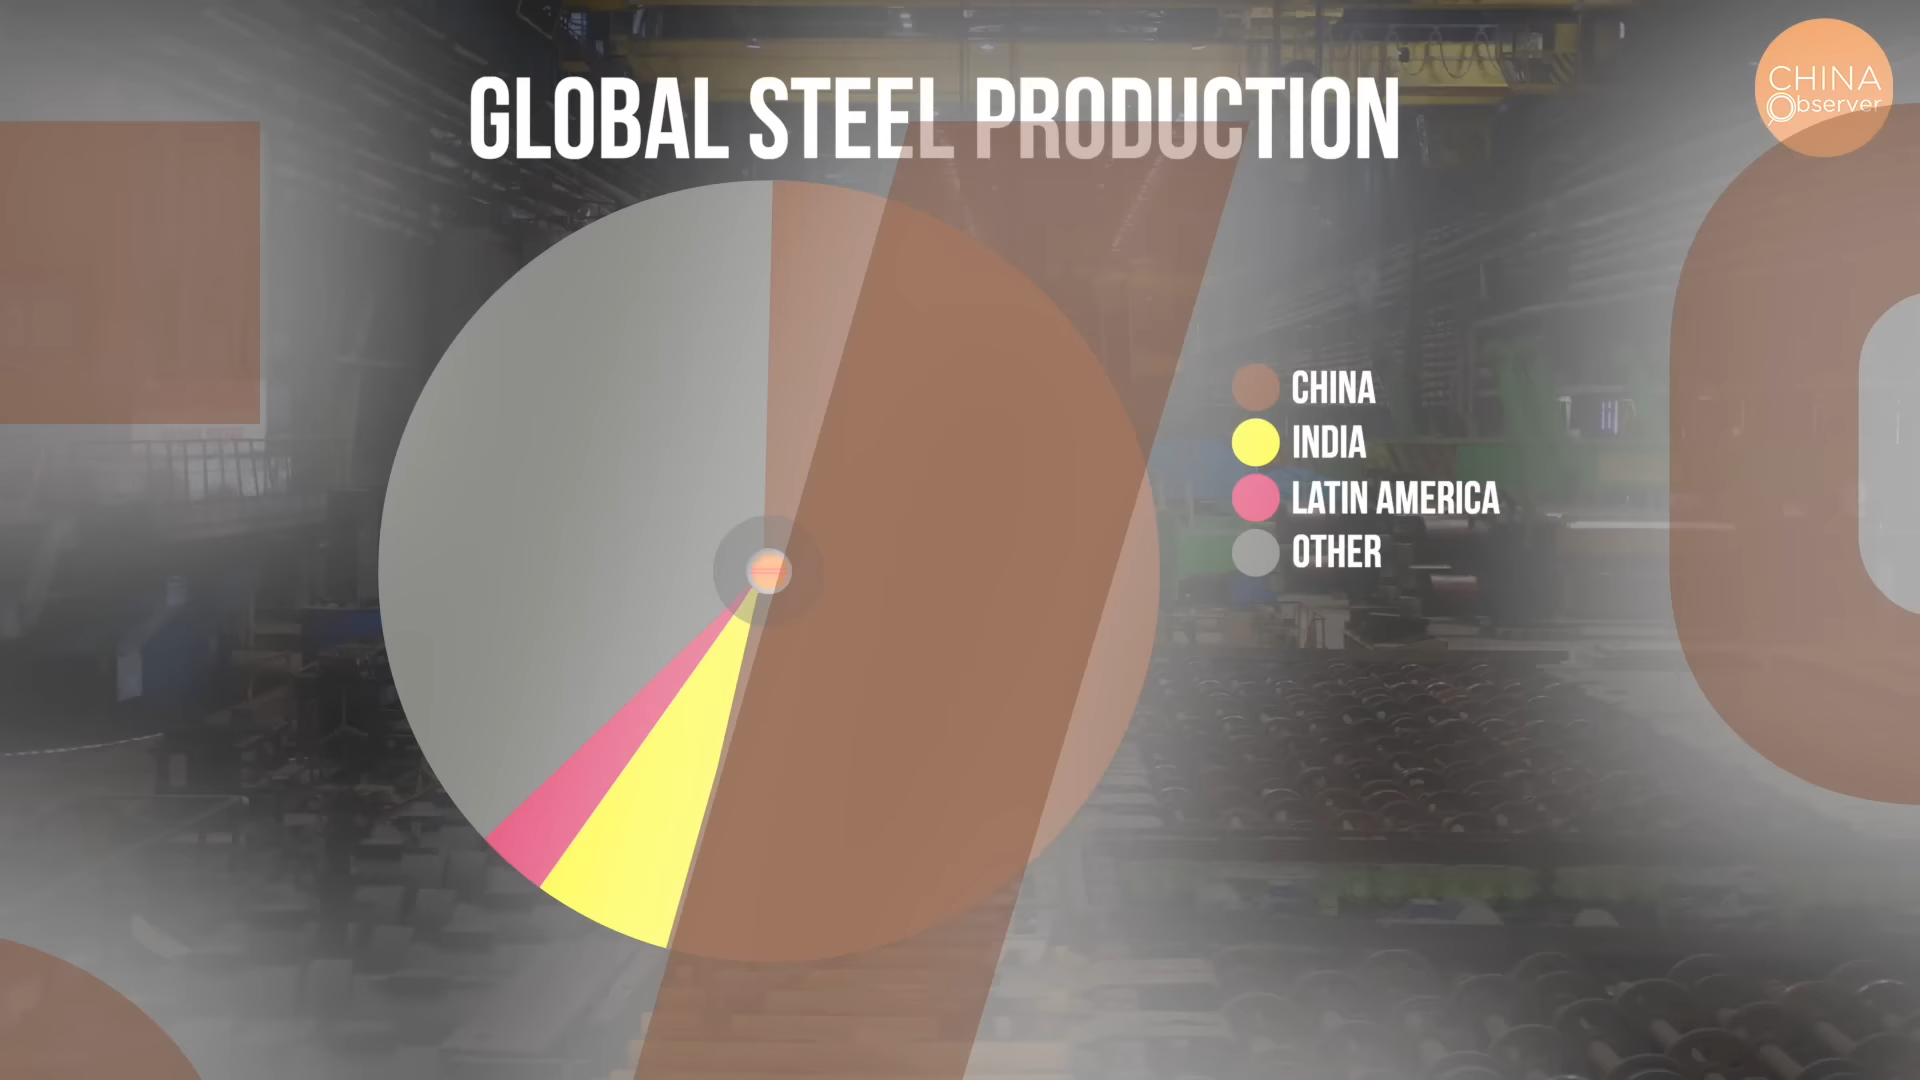 GLOBAL STEEL PRODUCTION
CHINA
Observer
CHINA
INDIA
LATIN AMERICA
OTHER